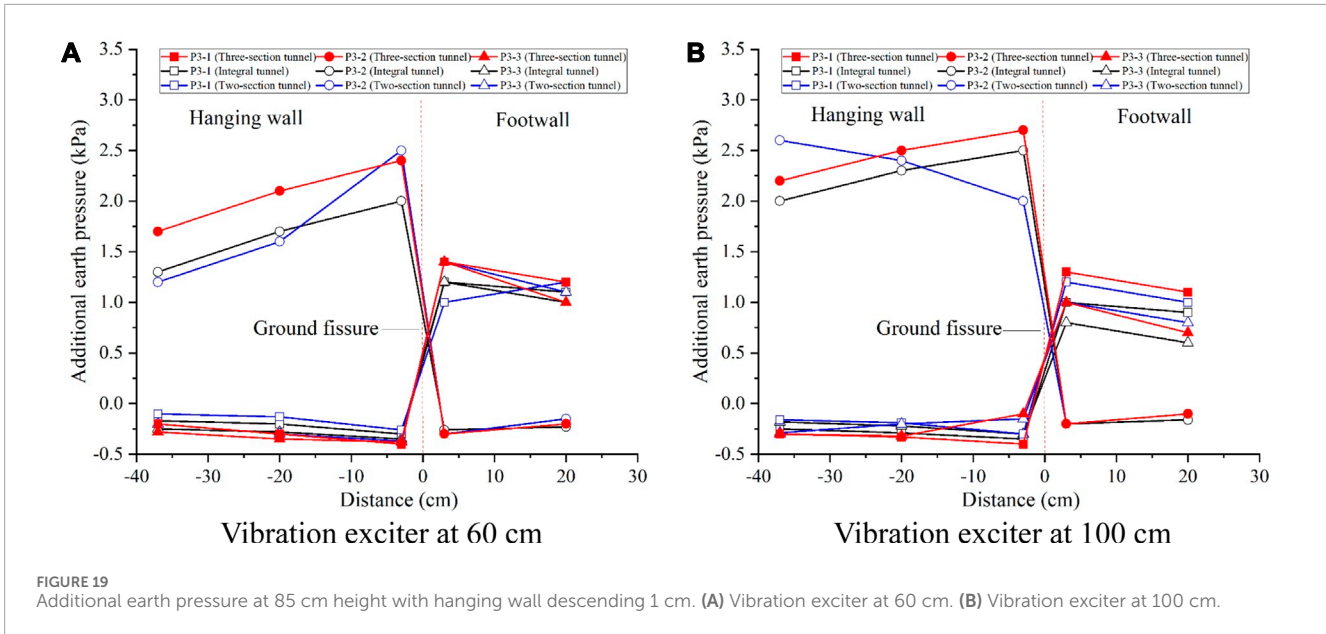 A
3.5
3.0
2.5
2.0
1.5
1.0
0.5
0.0
-0.5
Additional earth pressure (kPa)
P3-1 (Three-section tunnel) P3-2 (Three-section tunnel) P3-3 (Three-section tunnel)
P3-1 (Integral tunnel) P3-2 (Integral tunnel) P3-3 (Integral tunnel)
P3-1 (Two-section tunnel) P3-2 (Two-section tunnel) P3-3 (Two-section tunnel)
Hanging wall Footwall
Ground fissure
-40 -30 -20 -10 0 10 20 30
Distance (cm)
Vibration exciter at 60 cm
B
3.5
3.0
2.5
2.0
1.5
1.0
0.5
0.0
-0.5
Additional earth pressure (kPa)
P3-1 (Three-section tunnel) P3-2 (Three-section tunnel) P3-3 (Three-section tunnel)
P3-1 (Integral tunnel) P3-2 (Integral tunnel) P3-3 (Integral tunnel)
P3-1 (Two-section tunnel) P3-2 (Two-section tunnel) P3-3 (Two-section tunnel)
Hanging wall Footwall
Ground fissure
-40 -30 -20 -10 0 10 20 30
Distance (cm)
Vibration exciter at 100 cm
FIGURE 19
Additional earth pressure at 85 cm height with hanging wall descending 1 cm. (A) Vibration exciter at 60 cm. (B) Vibration exciter at 100 cm.